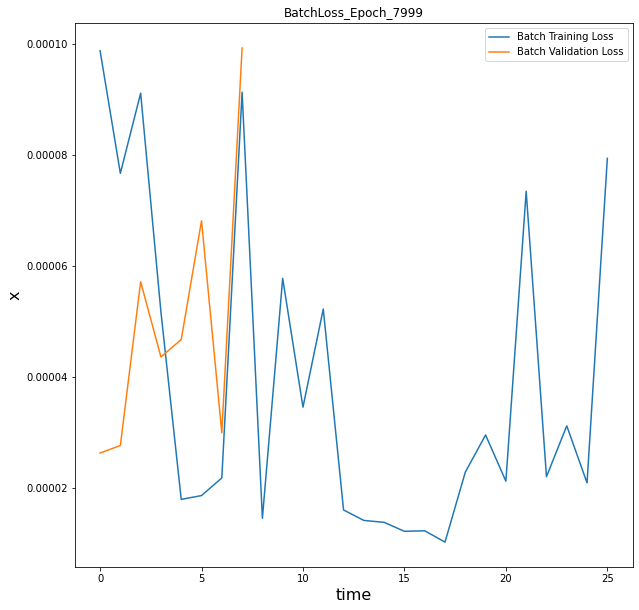 BatchLoss_Epoch_7999
Batch Training Loss
Batch Validation Loss
0.00010
0.00008
0.00006
0.00004
0.00002
x
0 5 10 15 20 25
time